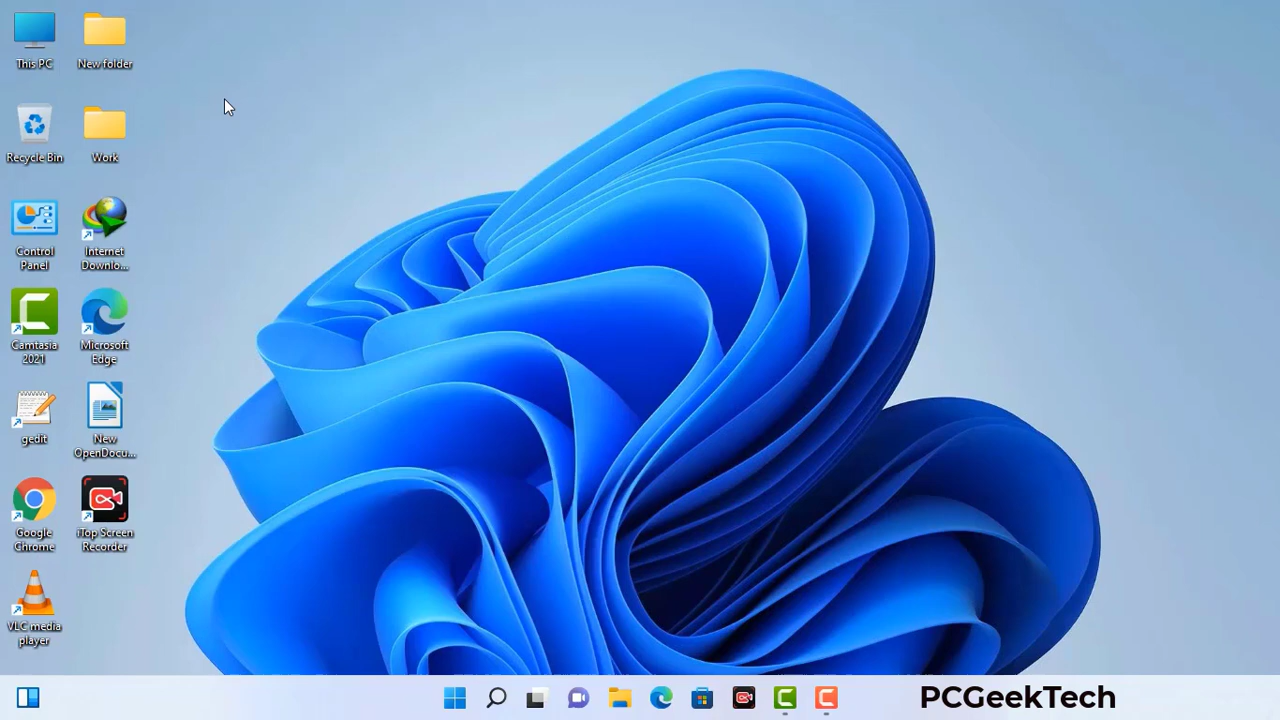 This PC
New folder
Recycle Bin
Work
Control
Panel
Internet
Downlo...
Camtasia
2021
Microsoft
Edge
gedit
New
OpenDocu...
Google
Chrome
iTop Screen
Recorder
VLC media
player
PCGeekTech